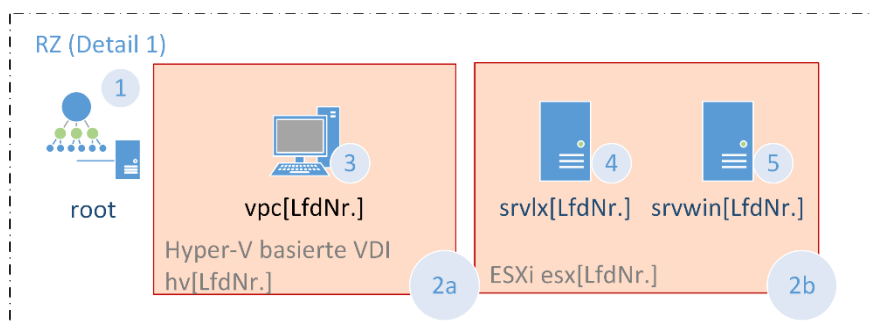 RZ (Detail 1)
1
root
3
vpc[LfdNr.]
Hyper-V basierte VDI
hv[LfdNr.]
2a
4
5
srvlx[LfdNr.]
srvwin[LfdNr.]
ESXi esx[LfdNr.]
2b